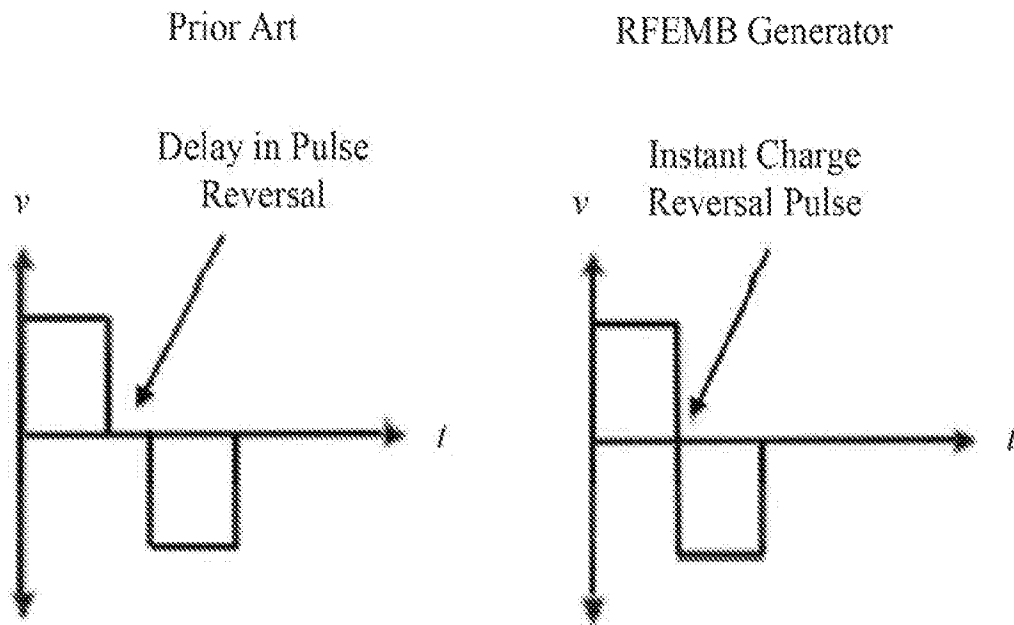 Prior Art
RFEMB Generator
Delay in Pulse
Reversal
Instant Charge
Reversal Pulse
v
v
t
t